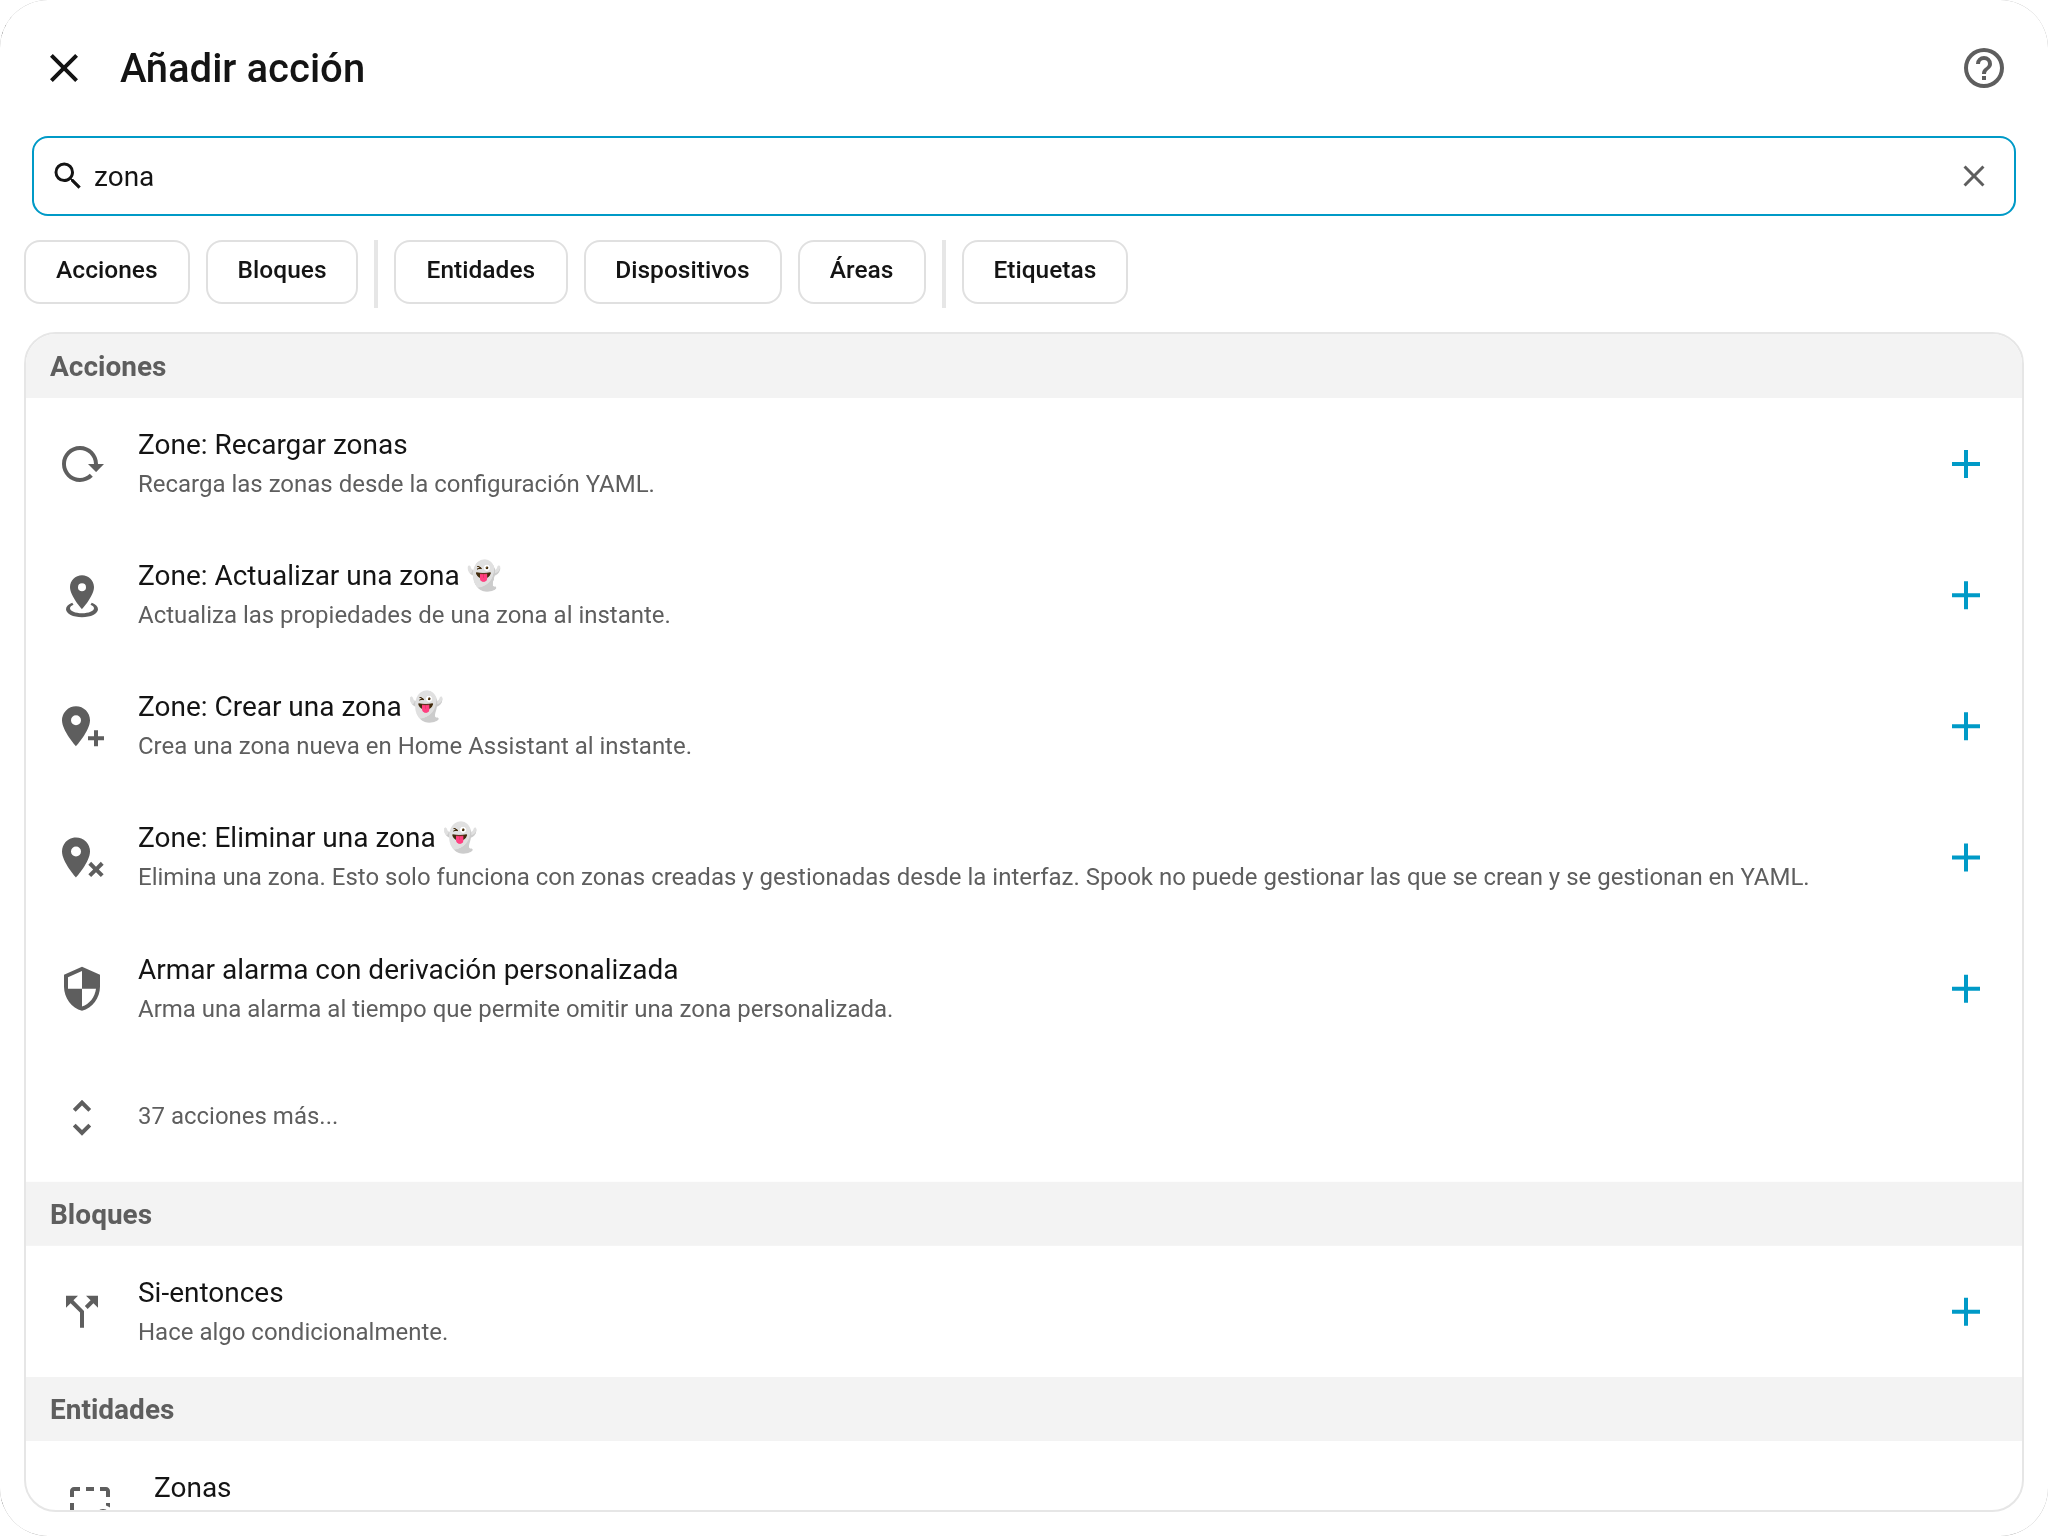 Añadir acción
zona
Acciones
Bloques
Entidades
Dispositivos
Áreas
Etiquetas
Acciones
Zone: Recargar zonas
Recarga las zonas desde la configuración YAML.
Zone: Actualizar una zona 👻
Actualiza las propiedades de una zona al instante.
Zone: Crear una zona 👻
Crea una zona nueva en Home Assistant al instante.
Zone: Eliminar una zona 👻
Elimina una zona. Esto solo funciona con zonas creadas y gestionadas desde la interfaz. Spook no puede gestionar las que se crean y se gestionan en YAML.
Armar alarma con derivación personalizada
Arma una alarma al tiempo que permite omitir una zona personalizada.
37 acciones más...
Bloques
Si-entonces
Hace algo condicionalmente.
Entidades
Zonas